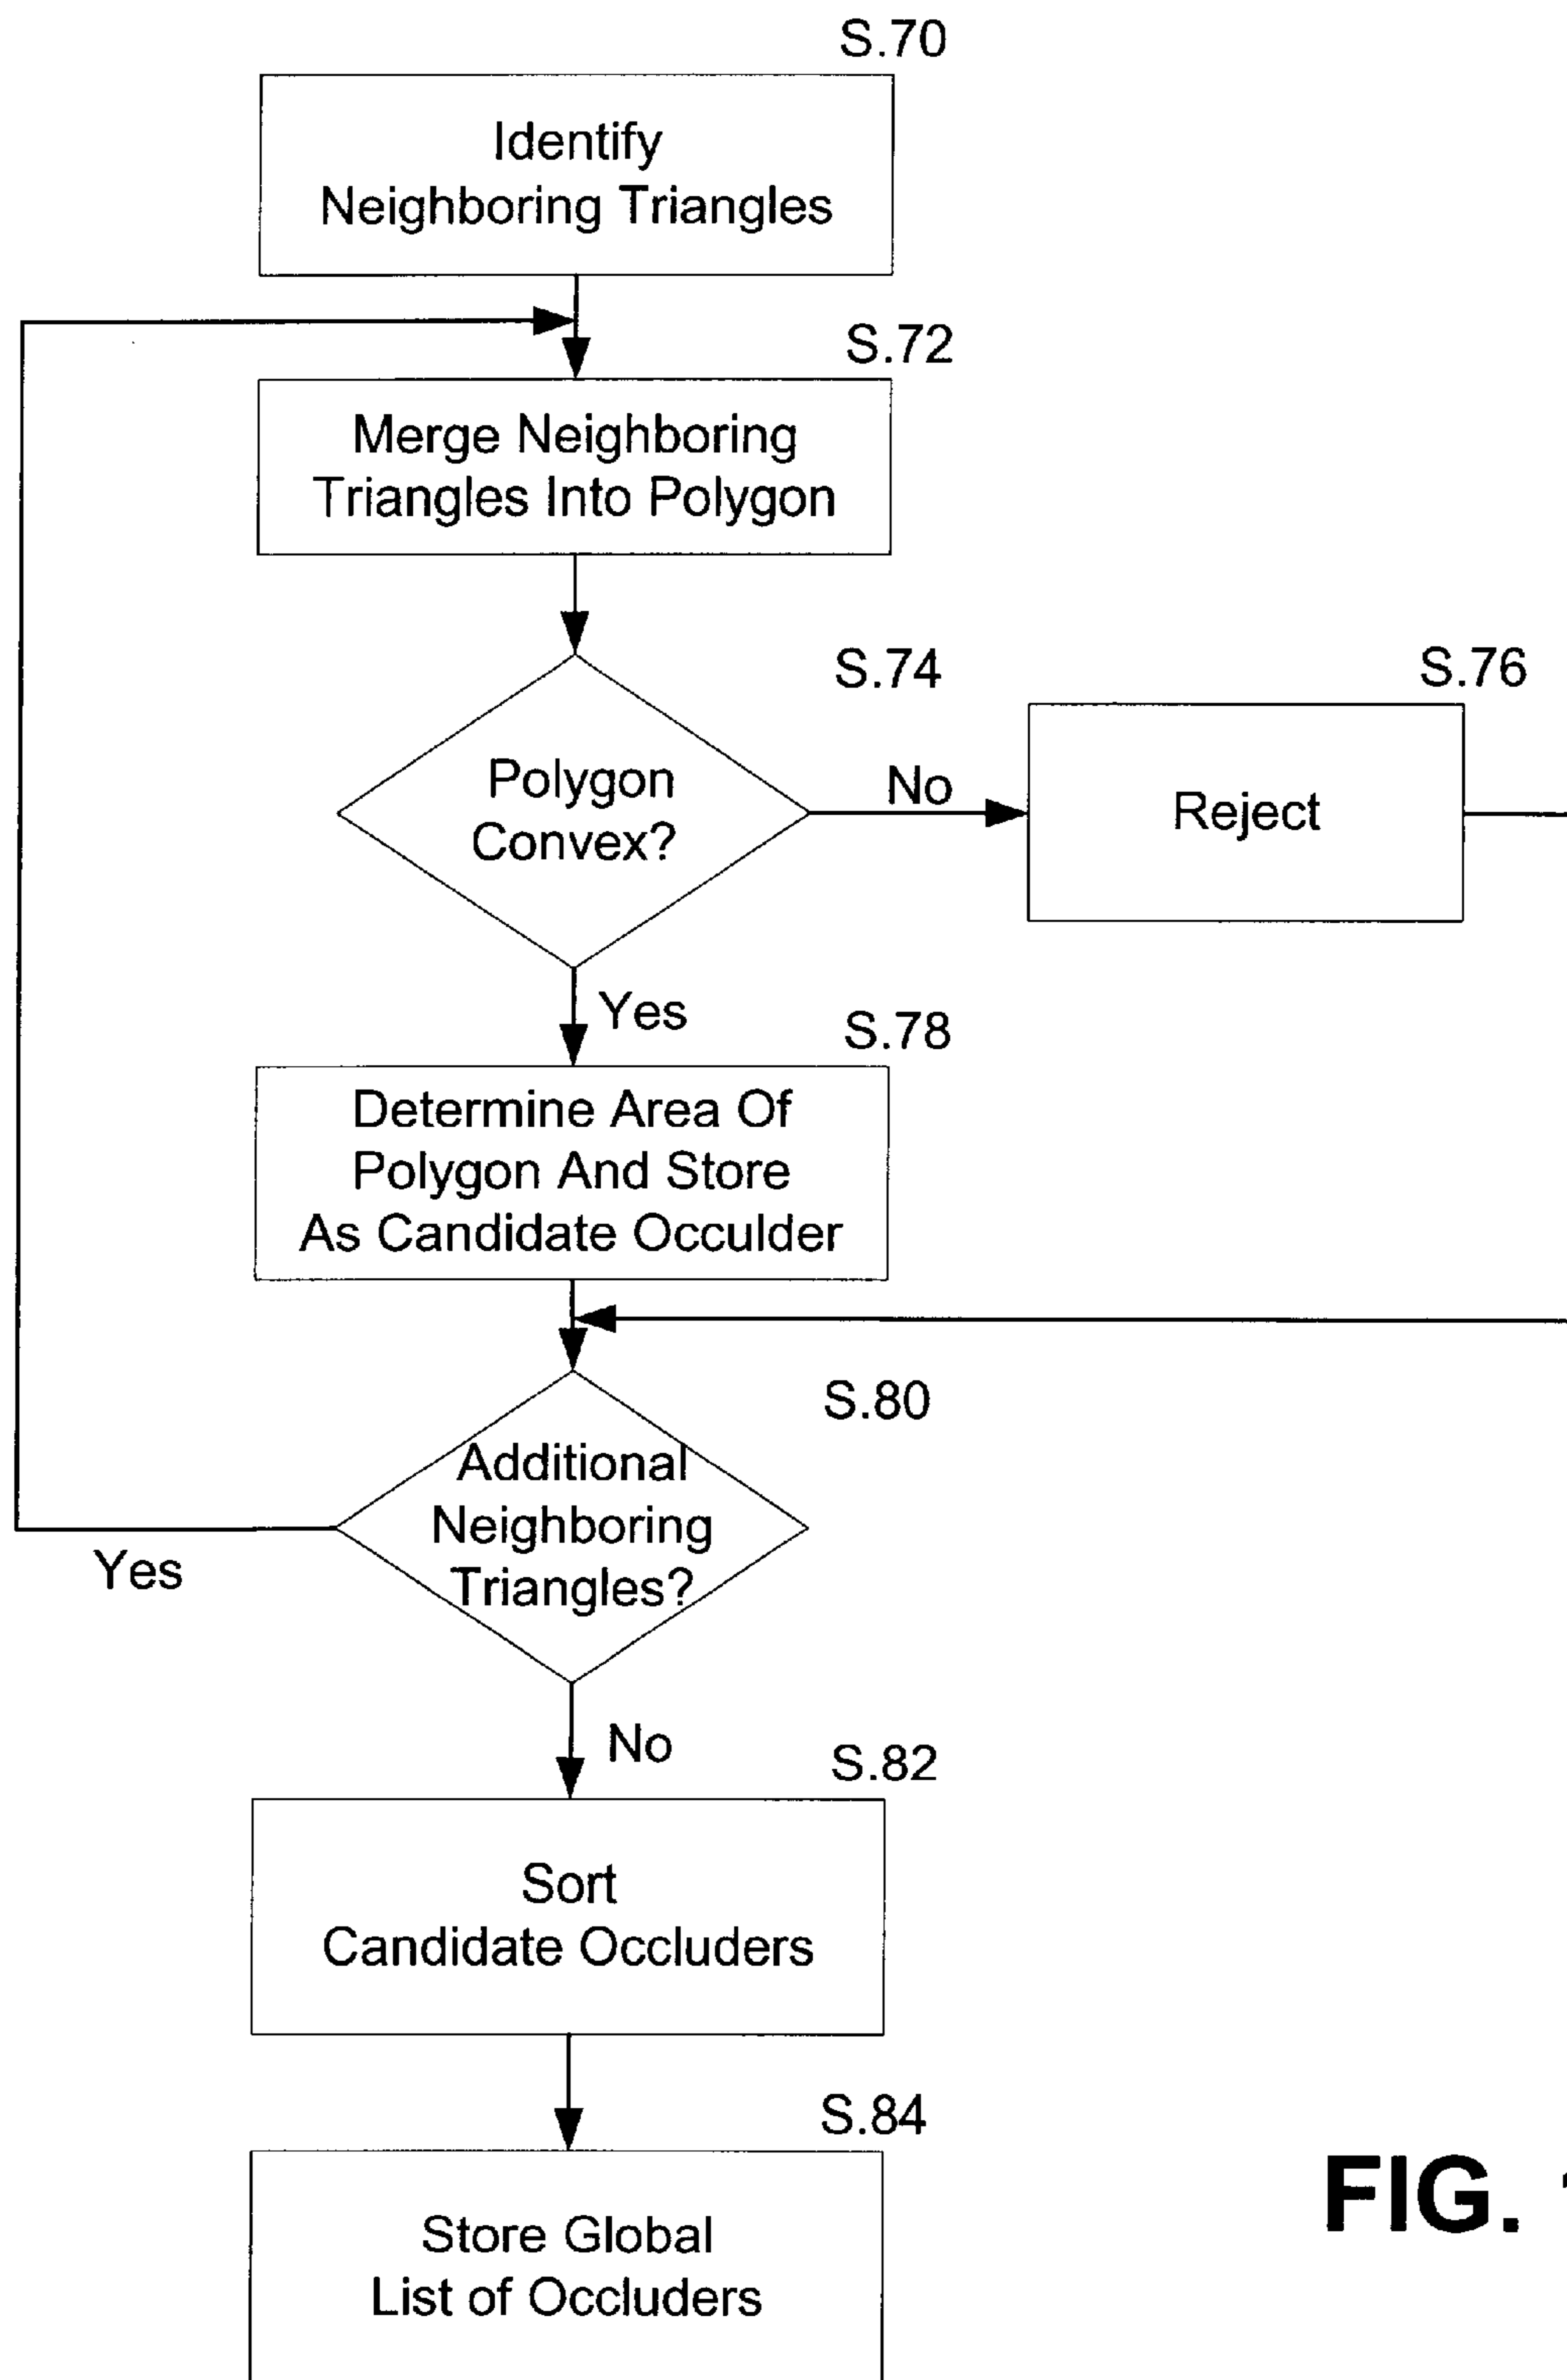 S.70
Identify
Neighboring Triangles
S.72
Merge Neighboring
Triangles Into Polygon
S.74
Polygon
Convex?
No
S.76
Reject
Yes
S.78
Determine Area Of
Polygon And Store
As Candidate Occulder
S.80
Additional
Neighboring
Triangles?
Yes
No
S.82
Sort
Candidate Occluders
S.84
Store Global
List of Occluders
FIG.